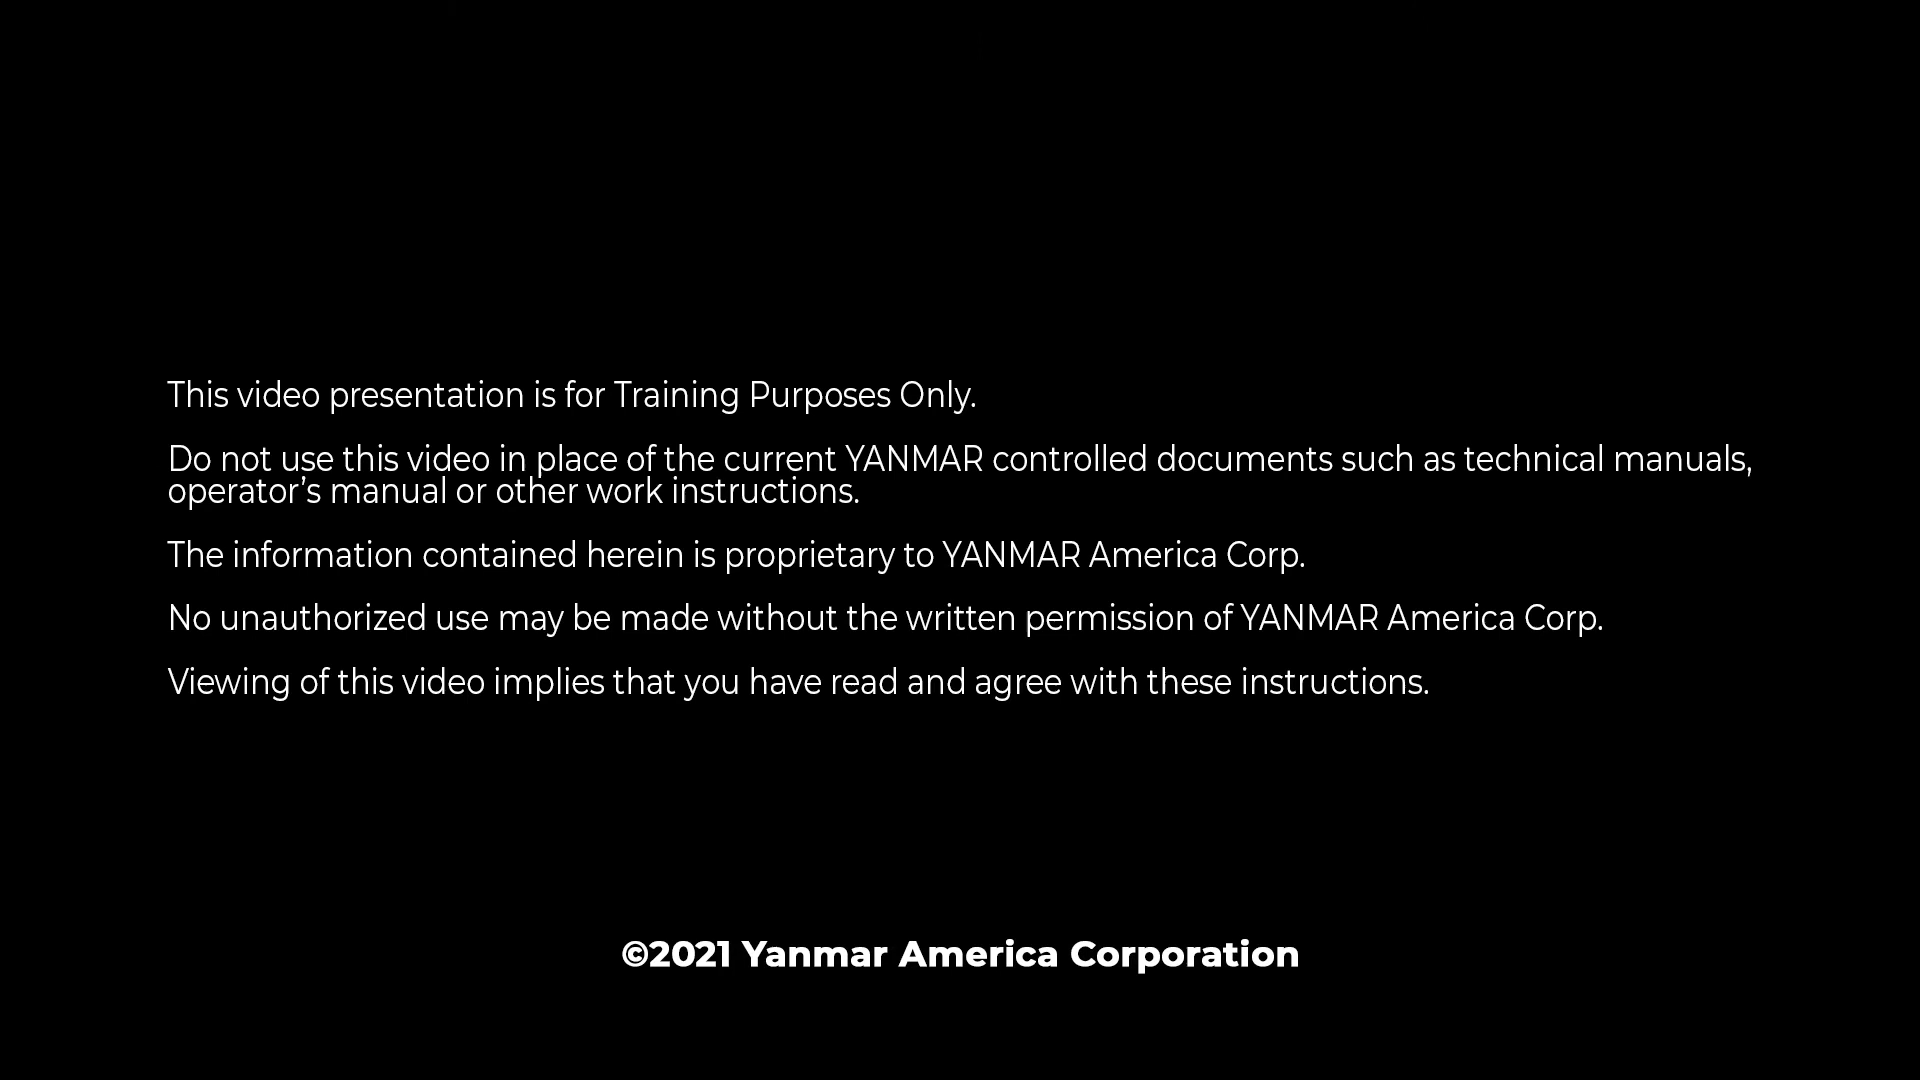 This video presentation is for Training Purposes Only.
Do not use this video in place of the current YANMAR controlled documents such as technical manuals,
operator’s manual or other work instructions.
The information contained herein is proprietary to YANMAR America Corp.
No unauthorized use may be made without the written permission of YANMAR America Corp.
Viewing of this video implies that you have read and agree with these instructions.
©2021 Yanmar America Corporation